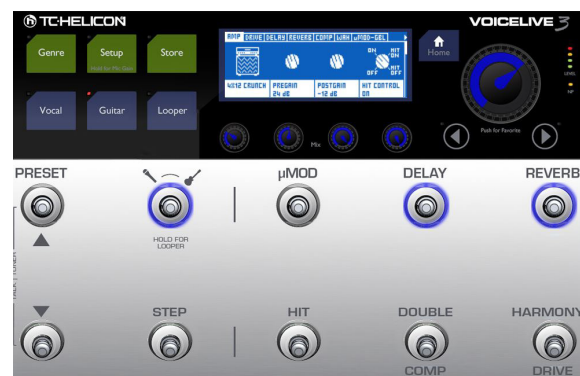 TC·HELICON
VOICELIVE 3
Genre
Setup
Hold for Mic Gain
Store
AMP DRIVE DELAY REVERB COMP WAH µMOD-GEL
ON
HIT
ON
OFF
HIT
OFF
4X12 CRUNCH
PREGAIN
24 dB
POSTGAIN
-12 dB
HIT CONTROL
ON
Home
LEVEL
INP
Vocal
Guitar
Looper
Mix
Push for Favorite
PRESET
HOLD FOR
LOOPER
µMOD
DELAY
REVERB
TALK | TUNER
STEP
HIT
DOUBLE
HARMONY
COMP
DRIVE